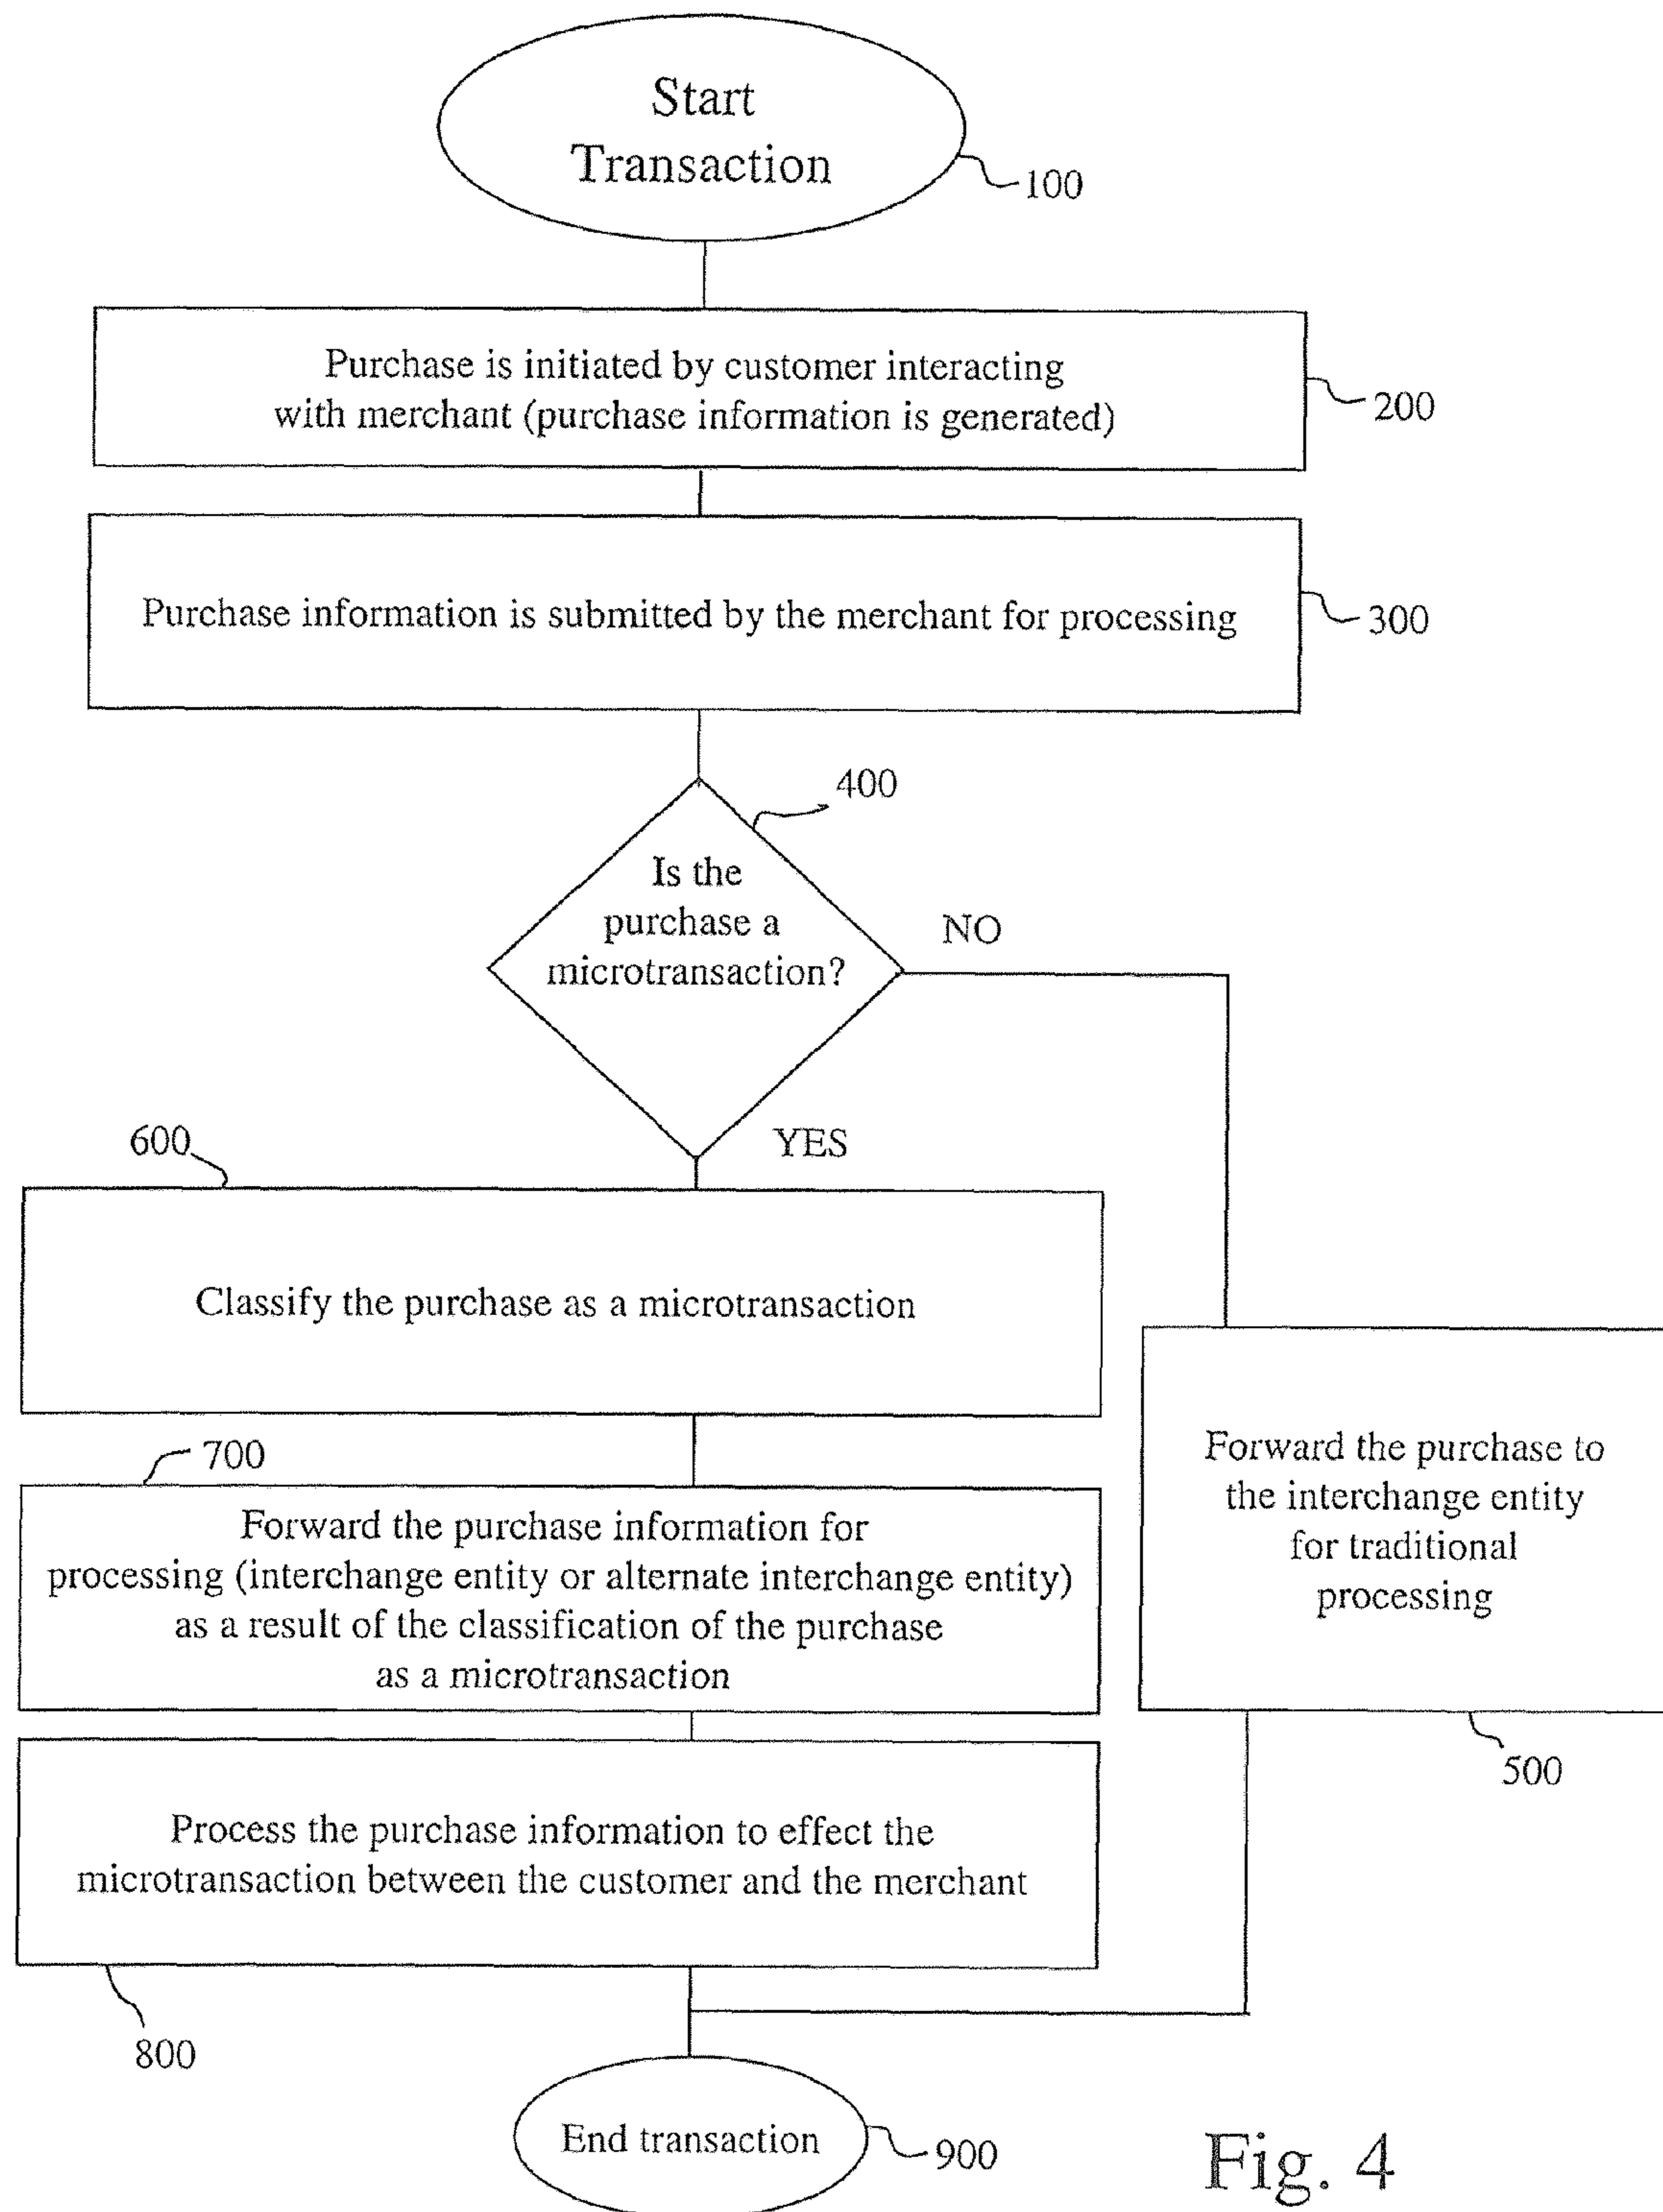 Start
Transaction
100
Purchase is initiated by customer interacting
with merchant (purchase information is generated)
200
Purchase information is submitted by the merchant for processing
300
400
Is the
purchase a
microtransaction?
NO
YES
600
Classify the purchase as a microtransaction
700
Forward the purchase information for
processing (interchange entity or alternate interchange entity)
as a result of the classification of the purchase
as a microtransaction
Forward the purchase to
the interchange entity
for traditional
processing
500
Process the purchase information to effect the
microtransaction between the customer and the merchant
800
End transaction
900
Fig. 4